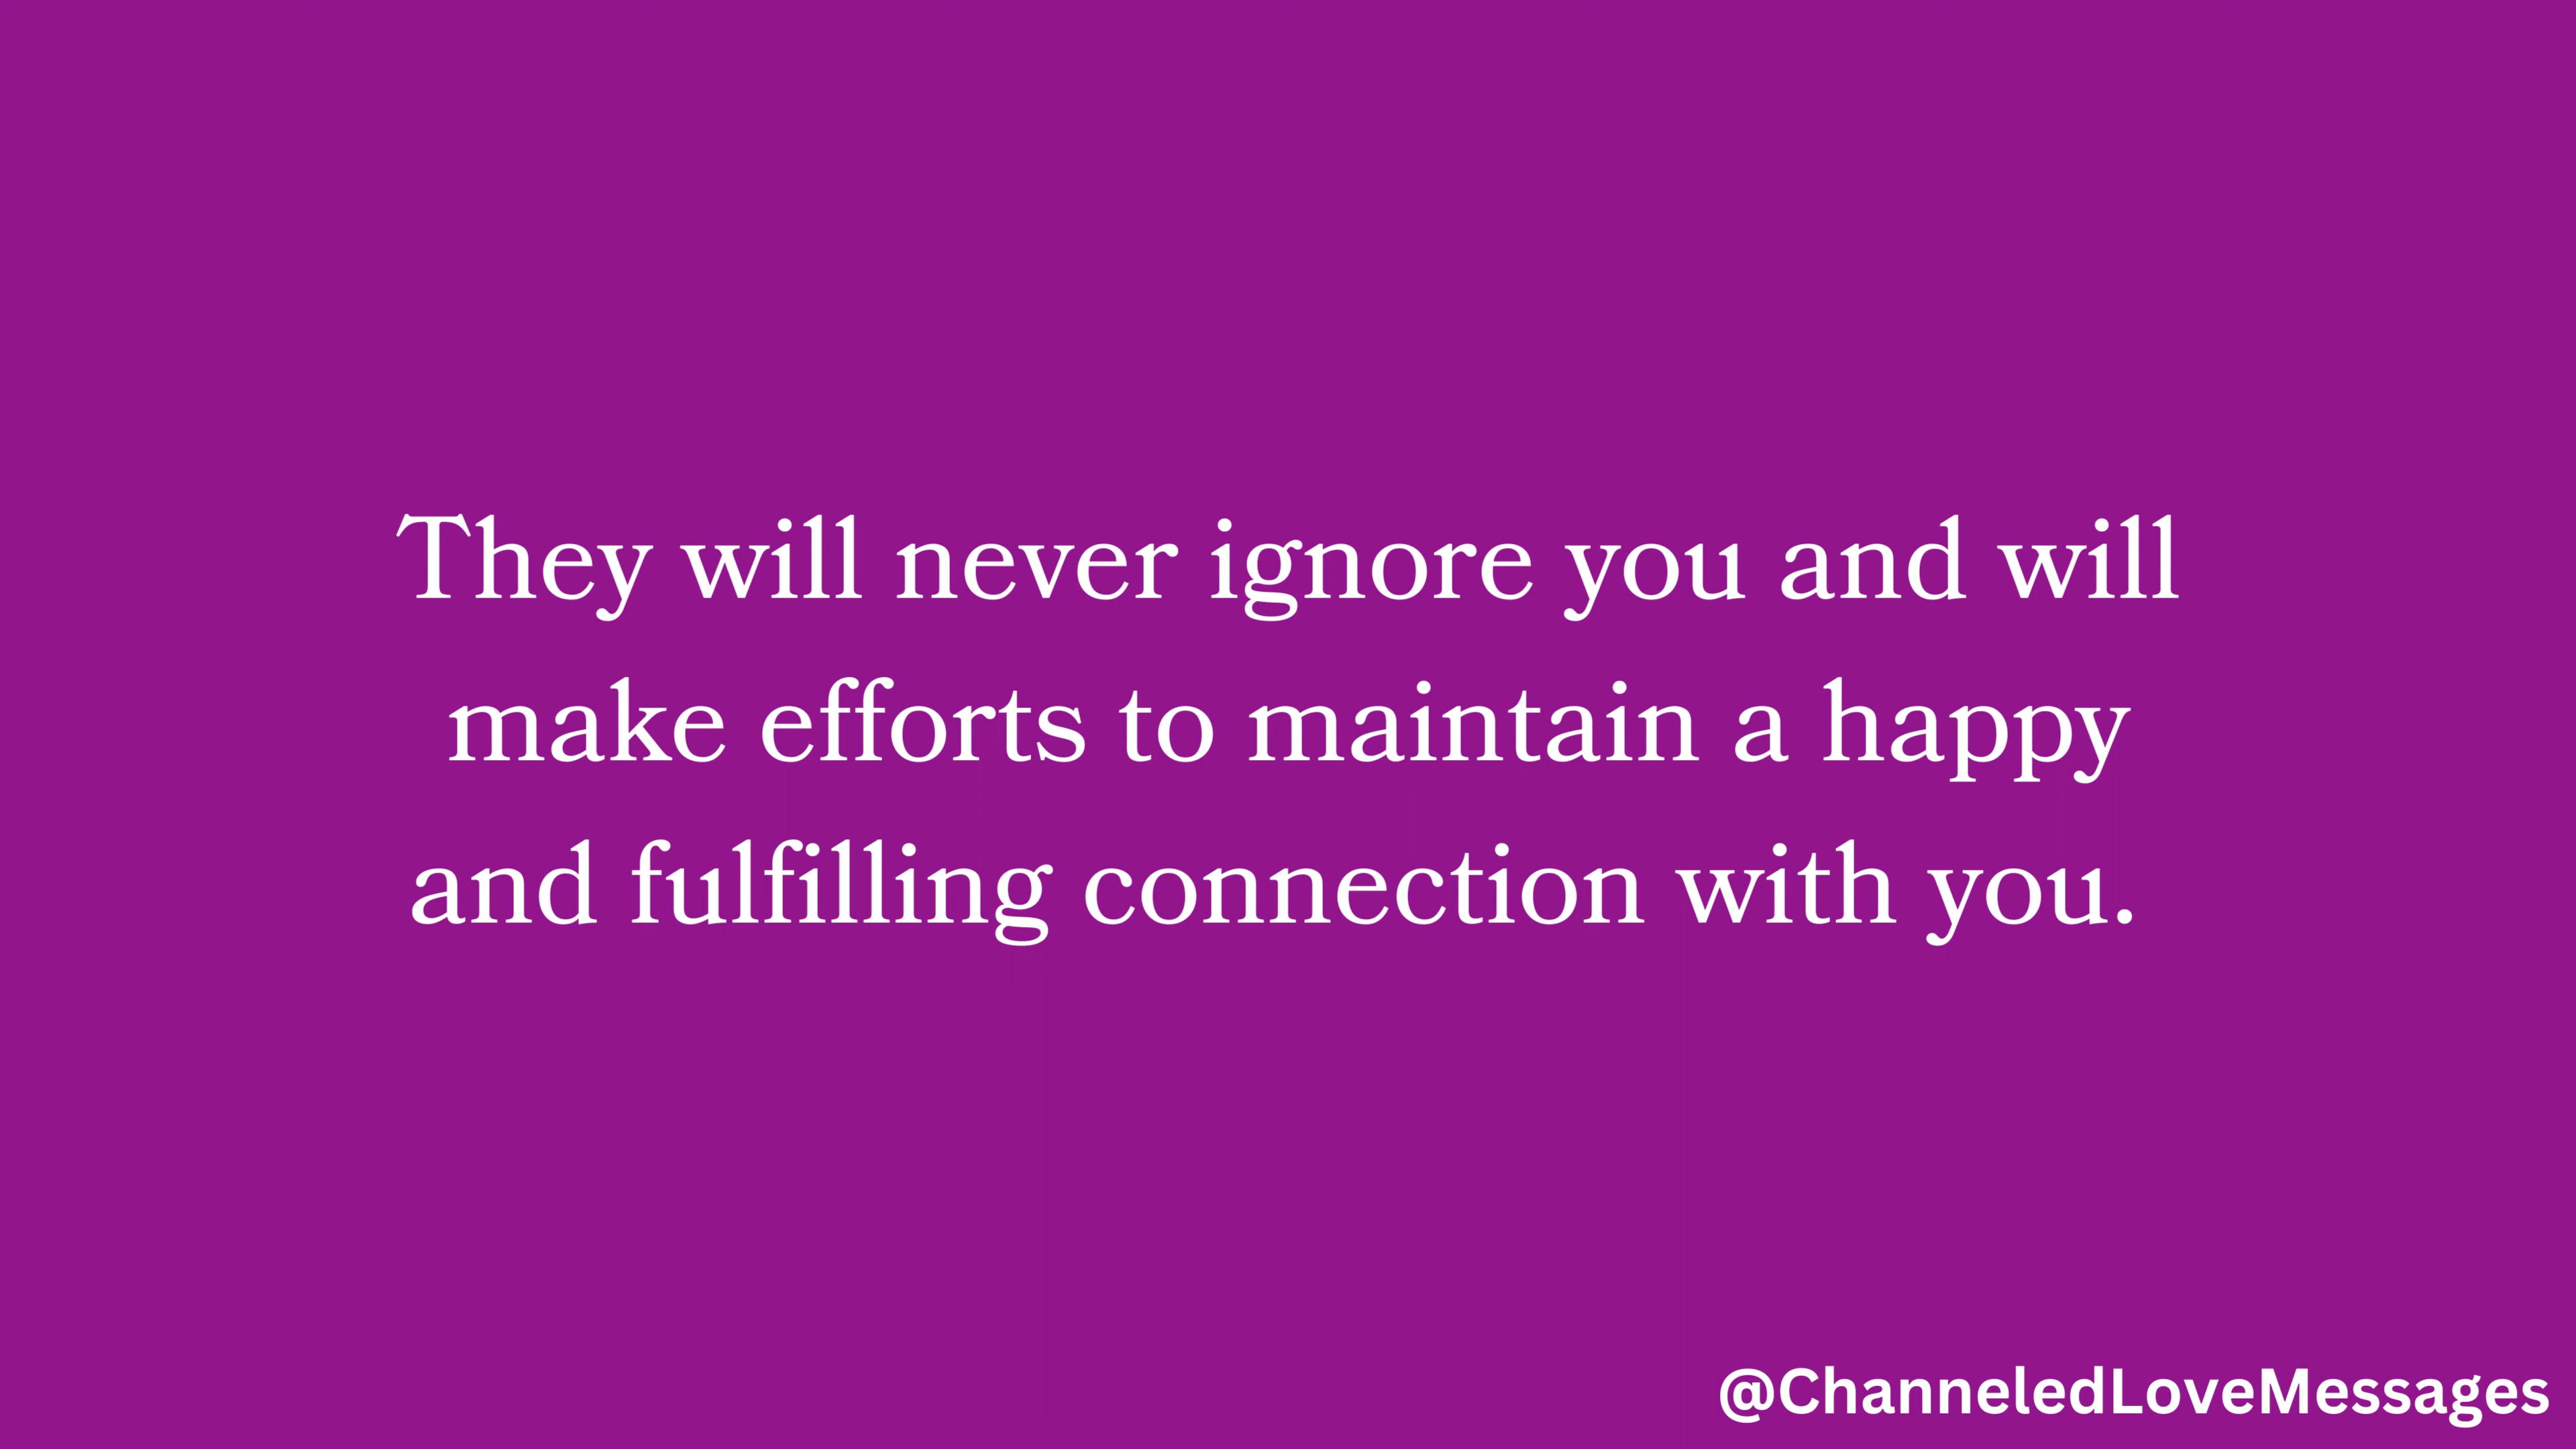 They will never ignore you and will
make efforts to maintain a happy
and fulfilling connection with you.
@ChanneledLoveMessages